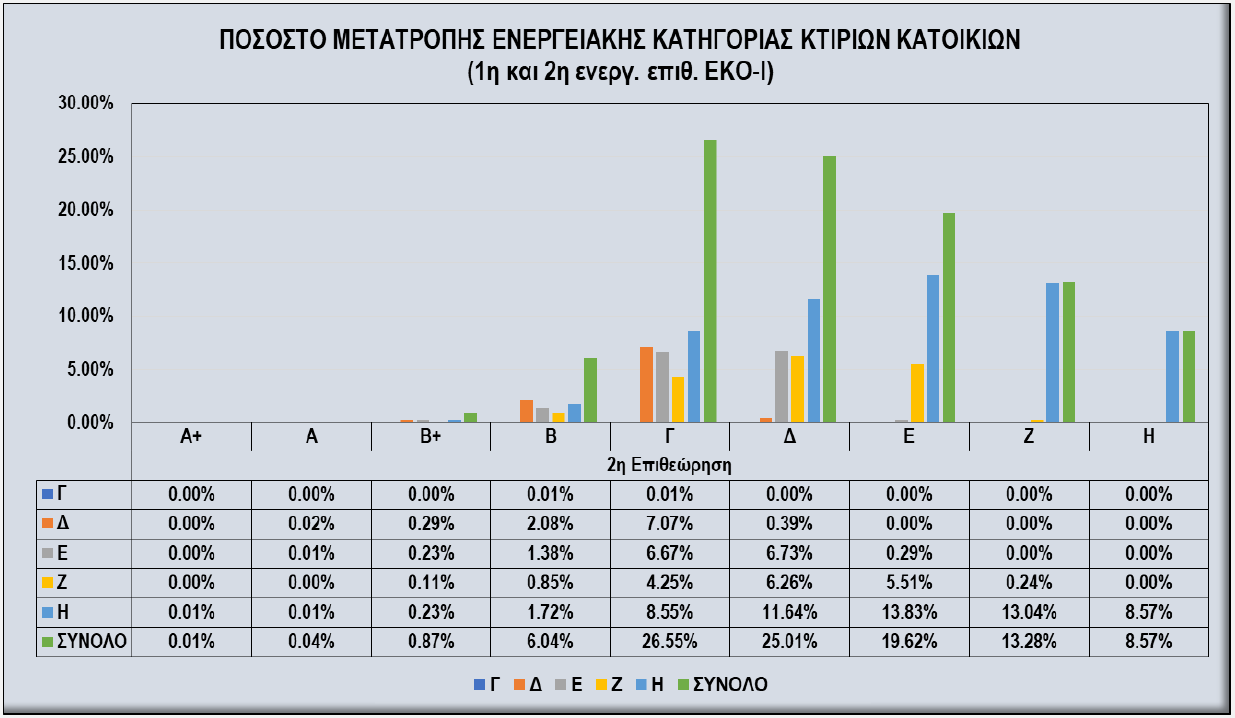 ΠΟΣΟΣΤΟ ΜΕΤΑΤΡΟΠΗΣ ΕΝΕΡΓΕΙΑΚΗΣ ΚΑΤΗΓΟΡΙΑΣ ΚΤΙΡΙΩΝ ΚΑΤΟΙΚΙΩΝ
(1η και 2η ενεργ. επιθ. ΕΚΟ-Ι)
30.00%
25.00%
20.00%
15.00%
10.00%
5.00%
0.00%
Α+ Α Β+ Β Γ Δ Ε Ζ Η
2η Επιθεώρηση
Γ 0.00% 0.00% 0.00% 0.01% 0.01% 0.00% 0.00% 0.00% 0.00%
Δ 0.00% 0.02% 0.29% 2.08% 7.07% 0.39% 0.00% 0.00% 0.00%
Ε 0.00% 0.01% 0.23% 1.38% 6.67% 6.73% 0.29% 0.00% 0.00%
Ζ 0.00% 0.00% 0.11% 0.85% 4.25% 6.26% 5.51% 0.24% 0.00%
Η 0.01% 0.01% 0.23% 1.72% 8.55% 11.64% 13.83% 13.04% 8.57%
ΣΥΝΟΛΟ 0.01% 0.04% 0.87% 6.04% 26.55% 25.01% 19.62% 13.28% 8.57%
Γ Δ Ε Ζ Η ΣΥΝΟΛΟ